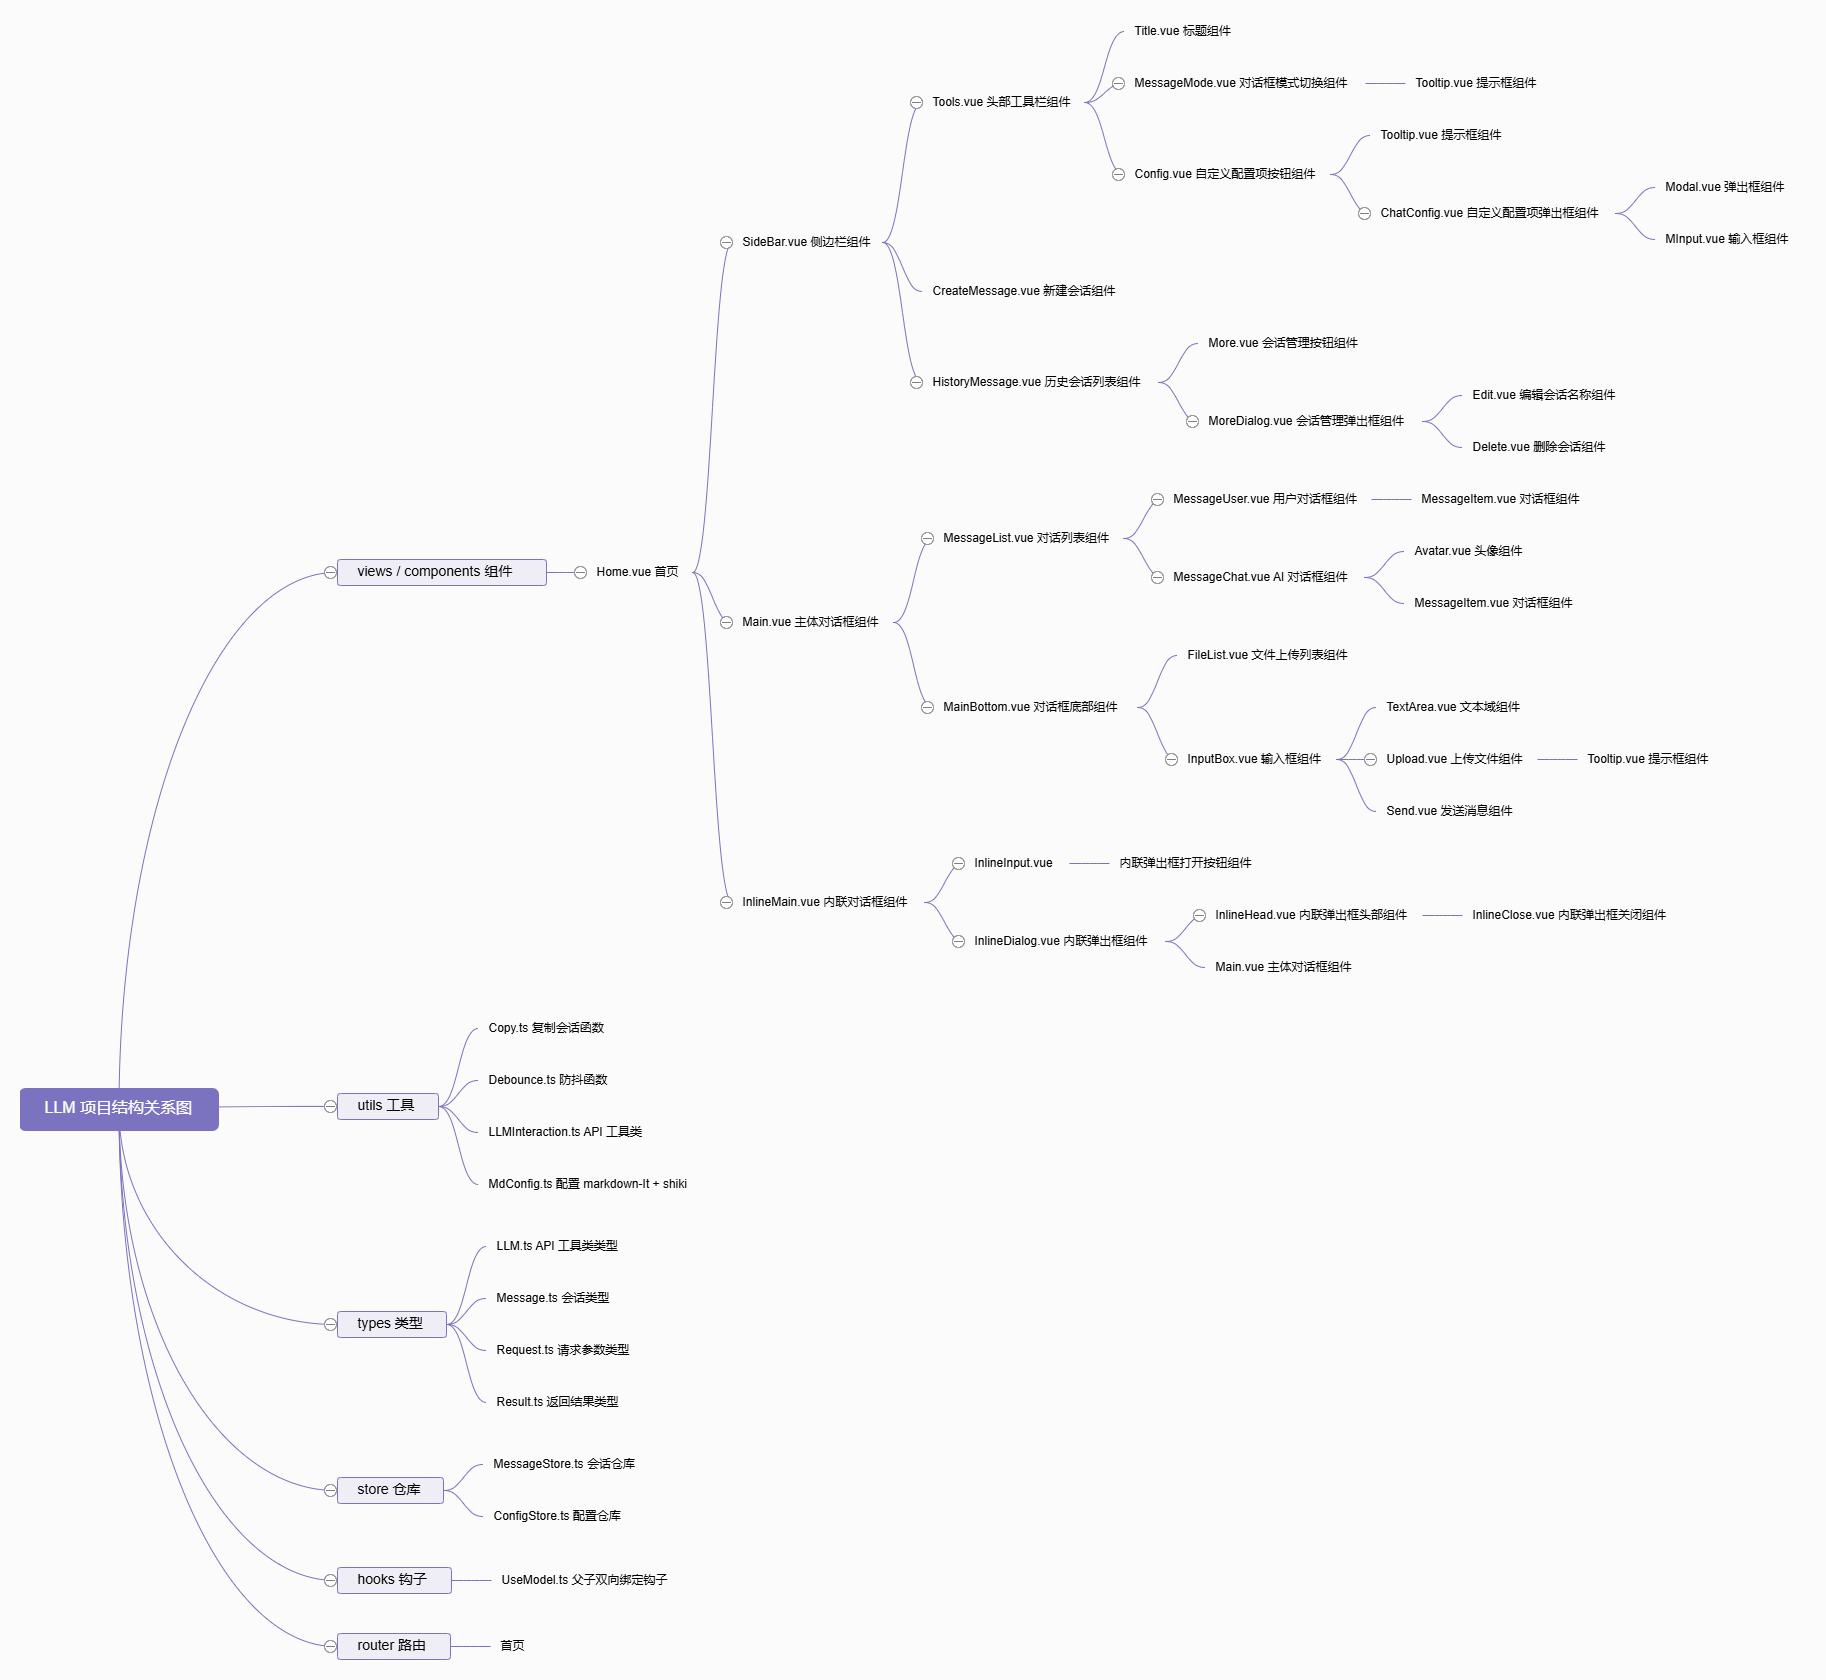 LLM 项目结构关系图
views / components 组件
Home.vue 首页
SideBar.vue 侧边栏组件
Tools.vue 头部工具栏组件
Title.vue 标题组件
MessageMode.vue 对话框模式切换组件
Tooltip.vue 提示框组件
Config.vue 自定义配置项按钮组件
Tooltip.vue 提示框组件
ChatConfig.vue 自定义配置项弹出框组件
Modal.vue 弹出框组件
MInput.vue 输入框组件
CreateMessage.vue 新建会话组件
HistoryMessage.vue 历史会话列表组件
More.vue 会话管理按钮组件
MoreDialog.vue 会话管理弹出框组件
Edit.vue 编辑会话名称组件
Delete.vue 删除会话组件
Main.vue 主体对话框组件
MessageList.vue 对话列表组件
MessageUser.vue 用户对话框组件
MessageItem.vue 对话框组件
MessageChat.vue AI 对话框组件
Avatar.vue 头像组件
MessageItem.vue 对话框组件
MainBottom.vue 对话框底部组件
FileList.vue 文件上传列表组件
InputBox.vue 输入框组件
TextArea.vue 文本域组件
Upload.vue 上传文件组件
Tooltip.vue 提示框组件
Send.vue 发送消息组件
InlineMain.vue 内联对话框组件
InlineInput.vue
内联弹出框打开按钮组件
InlineDialog.vue 内联弹出框组件
InlineHead.vue 内联弹出框头部组件
InlineClose.vue 内联弹出框关闭组件
Main.vue 主体对话框组件
utils 工具
Copy.ts 复制会话函数
Debounce.ts 防抖函数
LLMInteraction.ts API 工具类
MdConfig.ts 配置 markdown-It + shiki
types 类型
LLM.ts API 工具类类型
Message.ts 会话类型
Request.ts 请求参数类型
Result.ts 返回结果类型
store 仓库
MessageStore.ts 会话仓库
ConfigStore.ts 配置仓库
hooks 钩子
UseModel.ts 父子双向绑定钩子
router 路由
首页